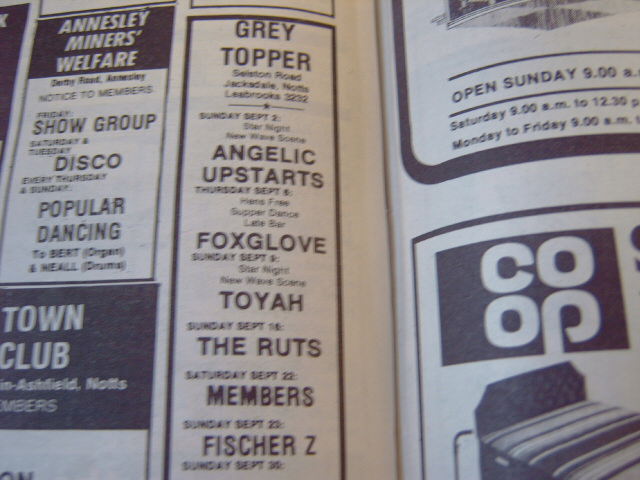 ANNESLEY
MINERS'
WELFARE
Derby Road, Annesley
NOTICE TO MEMBERS
FRIDAY:
SHOW GROUP
SATURDAY &
TUESDAY
DISCO
EVERY THURSDAY
& SUNDAY:
POPULAR
DANCING
To BERT (Organ)
& NEALL (Drums)
TOWN
CLUB
in-Ashfield, Notts
MEMBERS
GREY
TOPPER
Selston Road
Jacksdale, Notts
Leabrooks 3232
SUNDAY SEPT 2:
Star Night
New Wave Scene
ANGELIC
UPSTARTS
THURSDAY SEPT 6:
Hens Free
Supper Dance
Late Bar
FOXGLOVE
SUNDAY SEPT 9:
Star Night
New Wave Scene
TOYAH
SUNDAY SEPT 16:
THE RUTS
SATURDAY SEPT 22:
MEMBERS
SUNDAY SEPT 23:
FISCHER Z
SUNDAY SEPT 30:
OPEN SUNDAY 9.00 a.
Saturday 9.00 a.m. to 12.30 p
Monday to Friday 9.00 a.m. t
CO
OP